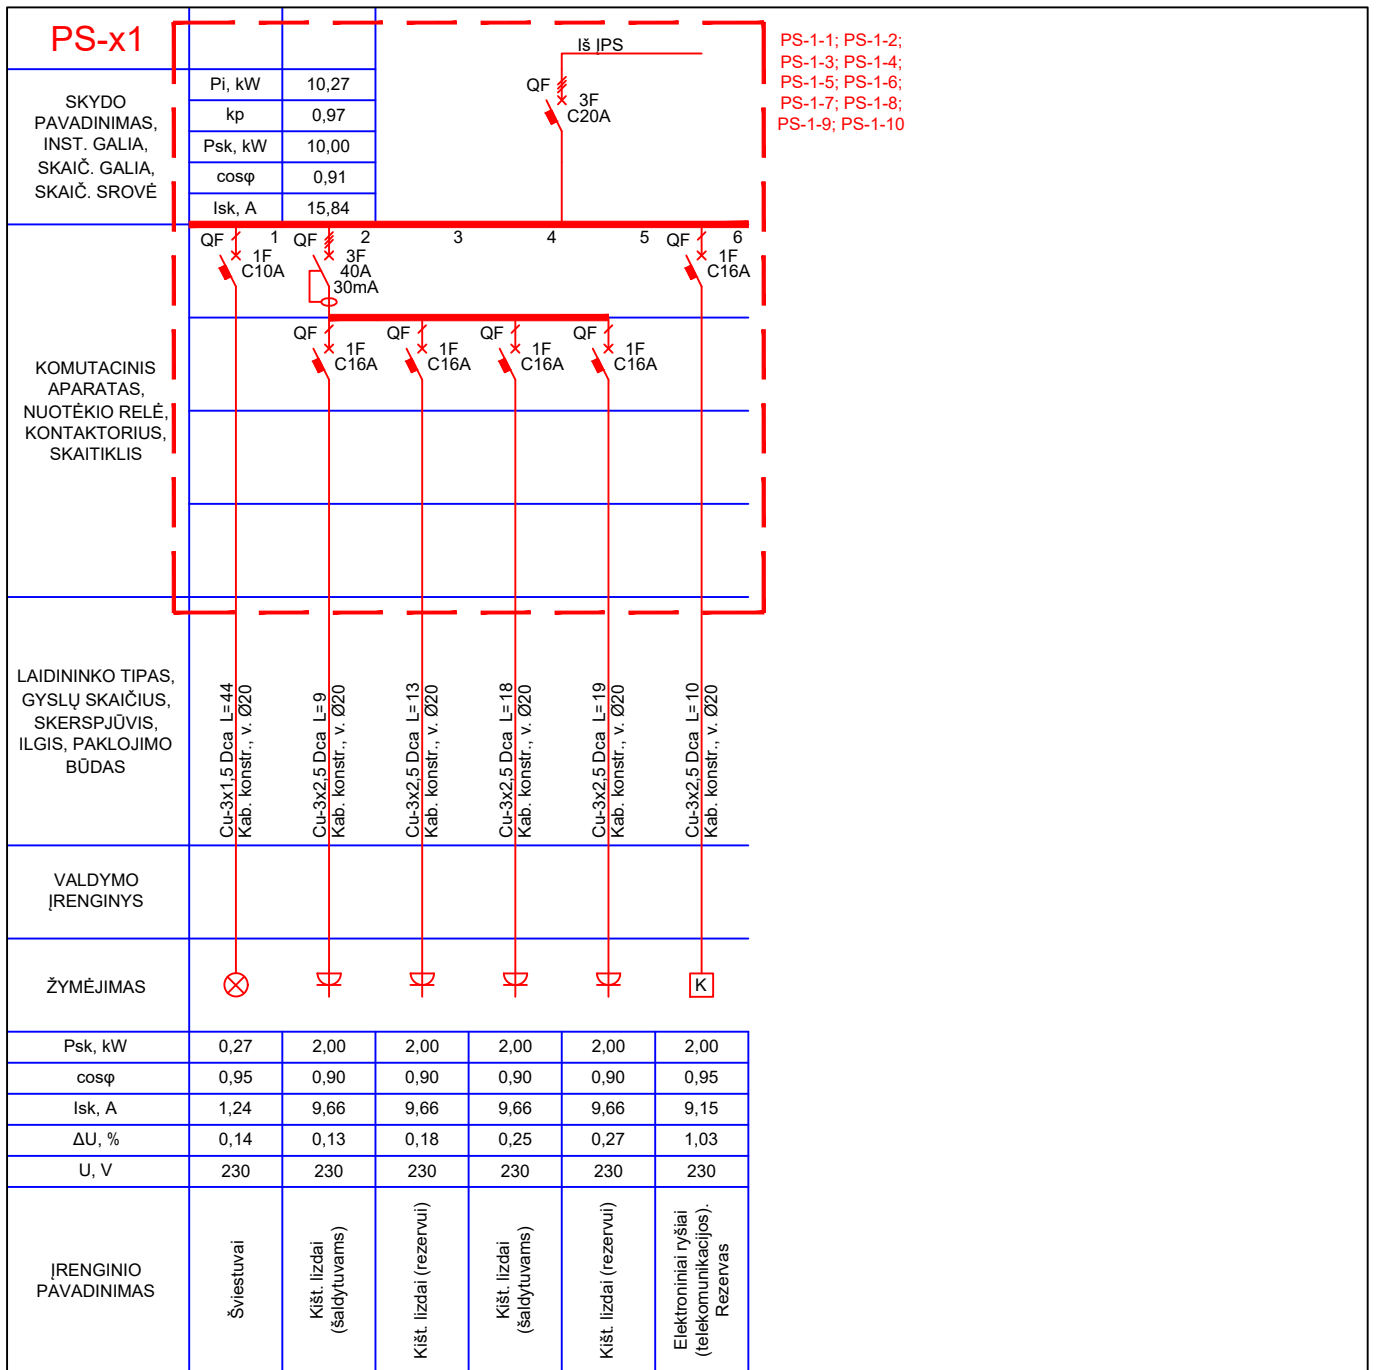 PS-x1
Iš ĮPS
PS-1-1; PS-1-2;
PS-1-3; PS-1-4;
PS-1-5; PS-1-6;
PS-1-7; PS-1-8;
PS-1-9; PS-1-10
SKYDO
PAVADINIMAS,
INST. GALIA,
SKAIČ. GALIA,
SKAIČ. SROVĖ
Pi, kW 10,27
kp 0,97
Psk, kW 10,00
cosφ 0,91
Isk, A 15,84
QF
3F
C20A
1 2 3 4 5 6
QF
1F
C10A
QF
3F
40A
30mA
QF
1F
C16A
QF
1F
C16A
QF
1F
C16A
QF
1F
C16A
QF
1F
C16A
KOMUTACINIS
APARATAS,
NUOTĖKIO RELĖ,
KONTAKTORIUS,
SKAITIKLIS
LAIDININKO TIPAS,
GYSLŲ SKAIČIUS,
SKERSPJŪVIS,
ILGIS, PAKLOJIMO
BŪDAS
Cu-3x1,5 Dca L=44
Kab. konstr., v. Ø20
Cu-3x2,5 Dca L=9
Kab. konstr., v. Ø20
Cu-3x2,5 Dca L=13
Kab. konstr., v. Ø20
Cu-3x2,5 Dca L=18
Kab. konstr., v. Ø20
Cu-3x2,5 Dca L=19
Kab. konstr., v. Ø20
Cu-3x2,5 Dca L=10
Kab. konstr., v. Ø20
VALDYMO
ĮRENGINYS
ŽYMĖJIMAS
K
Psk, kW 0,27 2,00 2,00 2,00 2,00 2,00
cosφ 0,95 0,90 0,90 0,90 0,90 0,95
Isk, A 1,24 9,66 9,66 9,66 9,66 9,15
ΔU, % 0,14 0,13 0,18 0,25 0,27 1,03
U, V 230 230 230 230 230 230
ĮRENGINIO
PAVADINIMAS
Šviestuvai
Kišt. lizdai
(šaldytuvams)
Kišt. lizdai (rezervui)
Kišt. lizdai
(šaldytuvams)
Kišt. lizdai (rezervui)
Elektroniniai ryšiai
(telekomunikacijos).
Rezervas